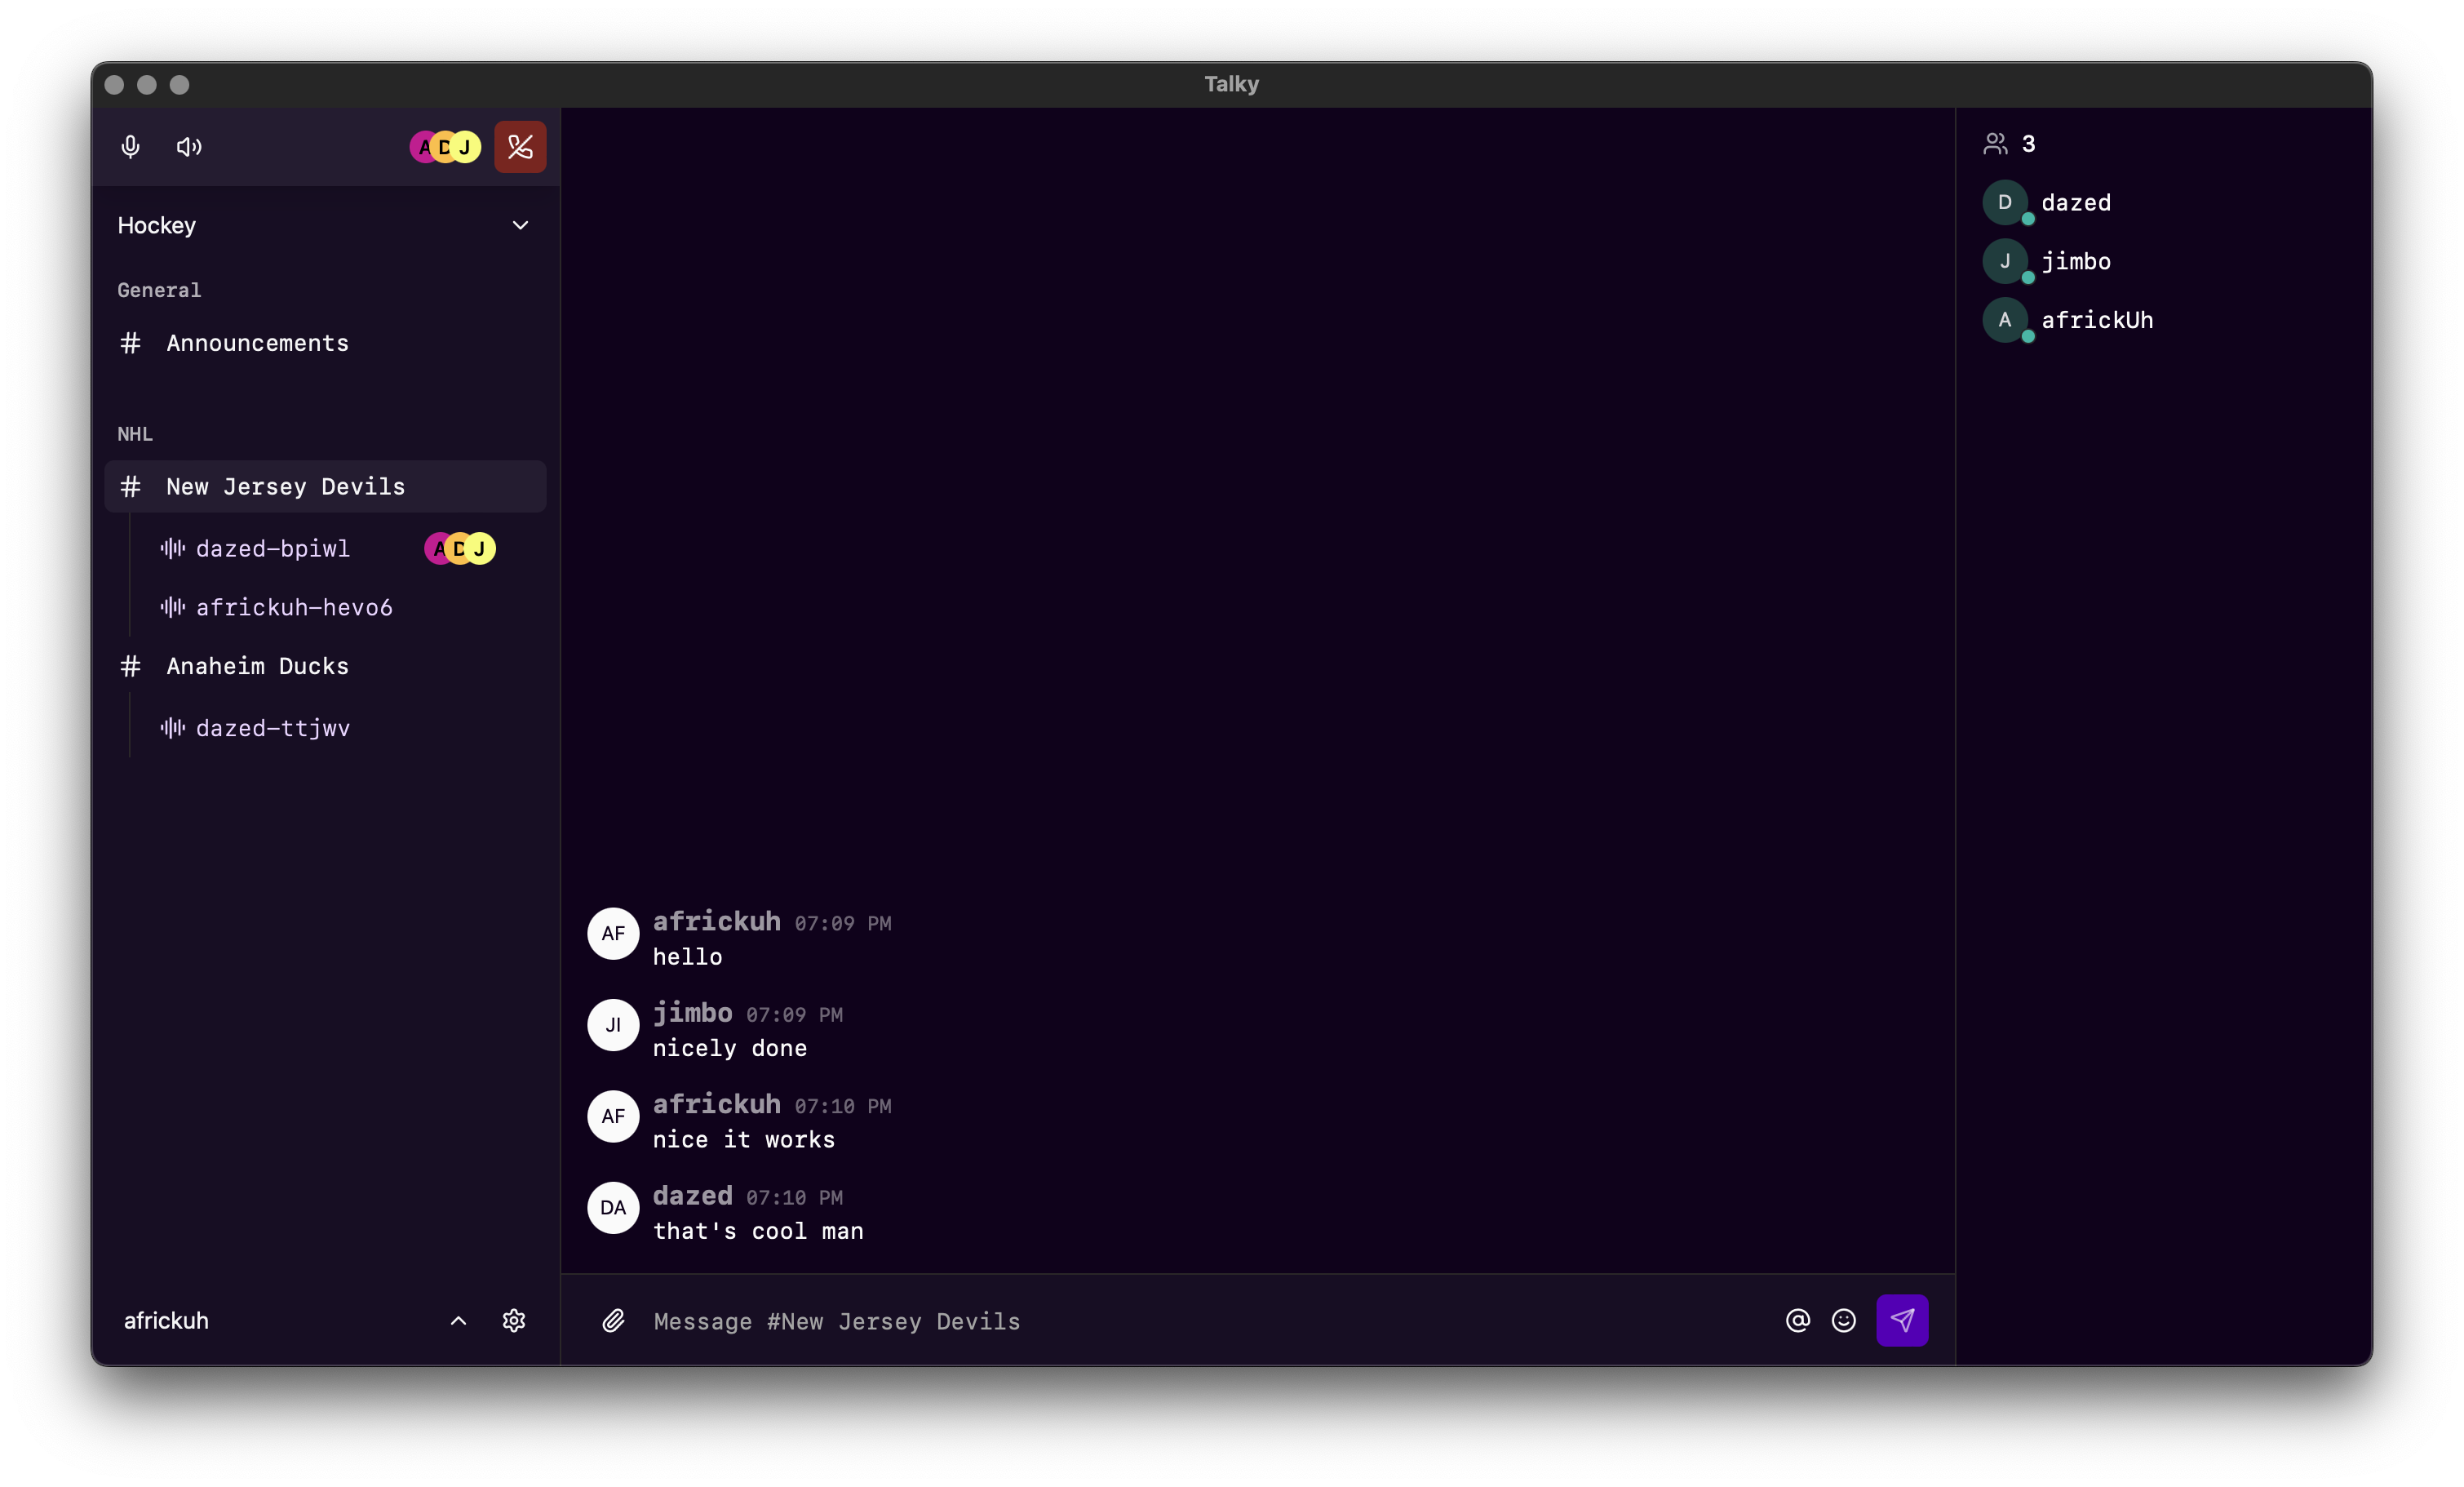 Talky
A D J
Hockey
General
# Announcements
NHL
# New Jersey Devils
dazed-bpiwl A D J
africkuh-hevo6
# Anaheim Ducks
dazed-ttjwv
africkuh
AF africkuh 07:09 PM
hello
JI jimbo 07:09 PM
nicely done
AF africkuh 07:10 PM
nice it works
DA dazed 07:10 PM
that's cool man
Message #New Jersey Devils
3
D dazed
J jimbo
A africkUh